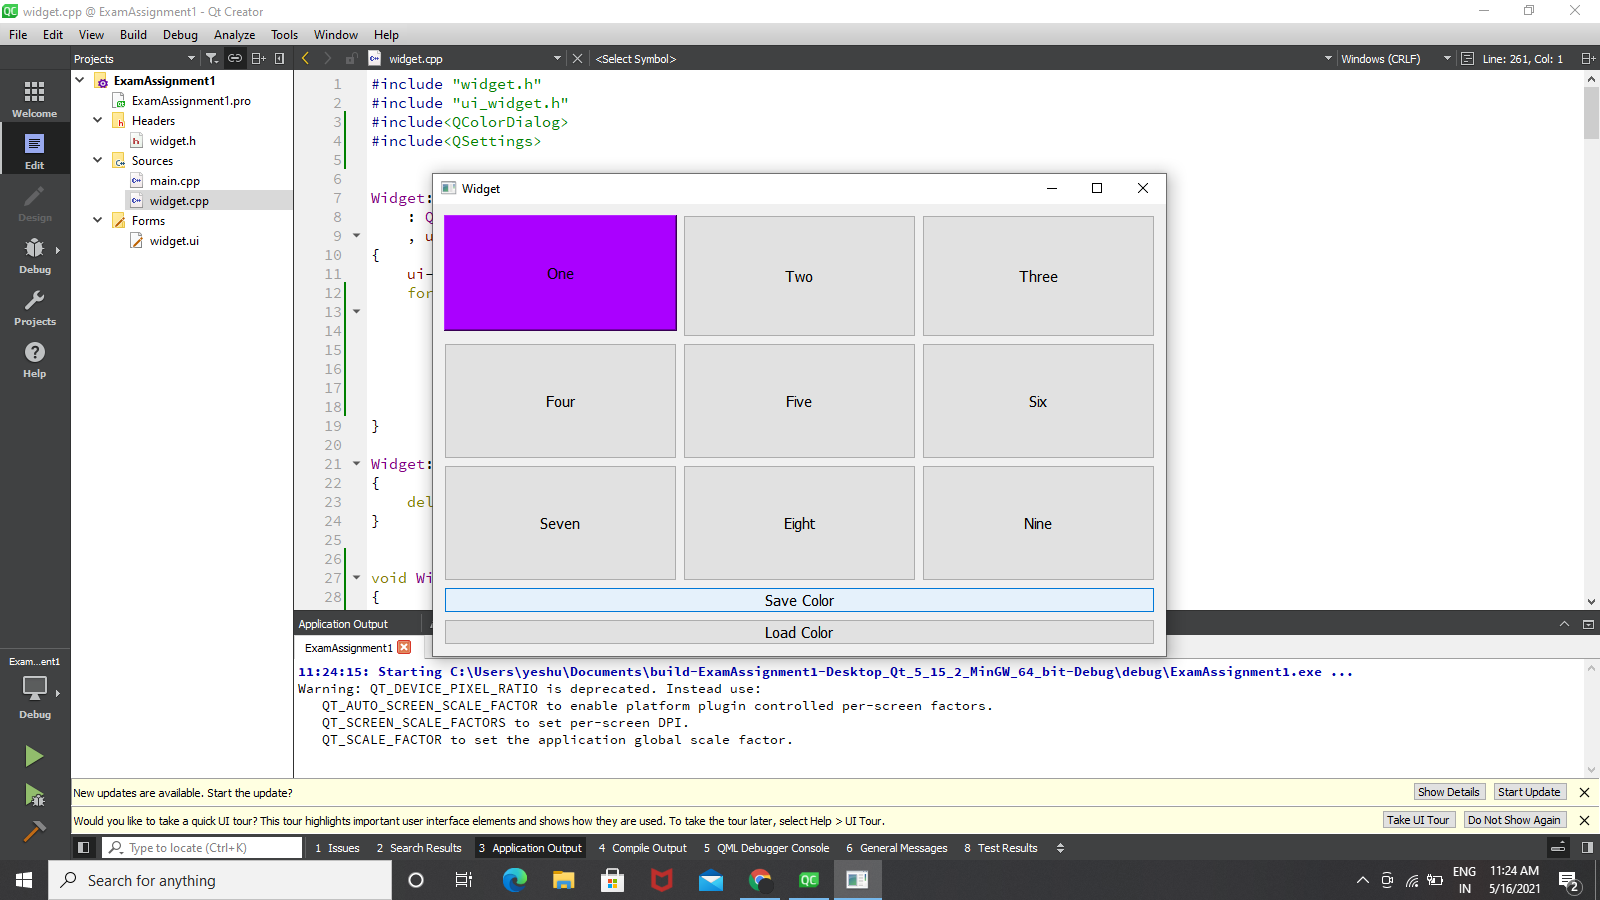 QC widget.cpp @ ExamAssignment1 - Qt Creator
File Edit View Build Debug Analyze Tools Window Help
Projects widget.cpp <Select Symbol> Windows (CRLF) Line: 261, Col: 1
Welcome
Edit
Design
Debug
Projects
Help
ExamAssignment1
ExamAssignment1.pro
Headers
widget.h
Sources
main.cpp
widget.cpp
Forms
widget.ui
1 #include "widget.h"
2 #include "ui_widget.h"
3 #include<QColorDialog>
4 #include<QSettings>
5
6
7 Widget:
8 : Q
9 , u
10 {
11 ui-
12 for
13
14
15
16
17
18
19 }
20
21 Widget:
22 {
23 del
24 }
25
26
27 void Wi
28 {
Widget
One Two Three
Four Five Six
Seven Eight Nine
Save Color
Load Color
Application Output
ExamAssignment1
11:24:15: Starting C:\Users\yeshu\Documents\build-ExamAssignment1-Desktop_Qt_5_15_2_MinGW_64_bit-Debug\debug\ExamAssignment1.exe ...
Warning: QT_DEVICE_PIXEL_RATIO is deprecated. Instead use:
QT_AUTO_SCREEN_SCALE_FACTOR to enable platform plugin controlled per-screen factors.
QT_SCREEN_SCALE_FACTORS to set per-screen DPI.
QT_SCALE_FACTOR to set the application global scale factor.
Exam...ent1
Debug
New updates are available. Start the update? Show Details Start Update
Would you like to take a quick UI tour? This tour highlights important user interface elements and shows how they are used. To take the tour later, select Help > UI Tour. Take UI Tour Do Not Show Again
Type to locate (Ctrl+K) 1 Issues 2 Search Results 3 Application Output 4 Compile Output 5 QML Debugger Console 6 General Messages 8 Test Results
Search for anything QC ENG IN 11:24 AM 5/16/2021 2